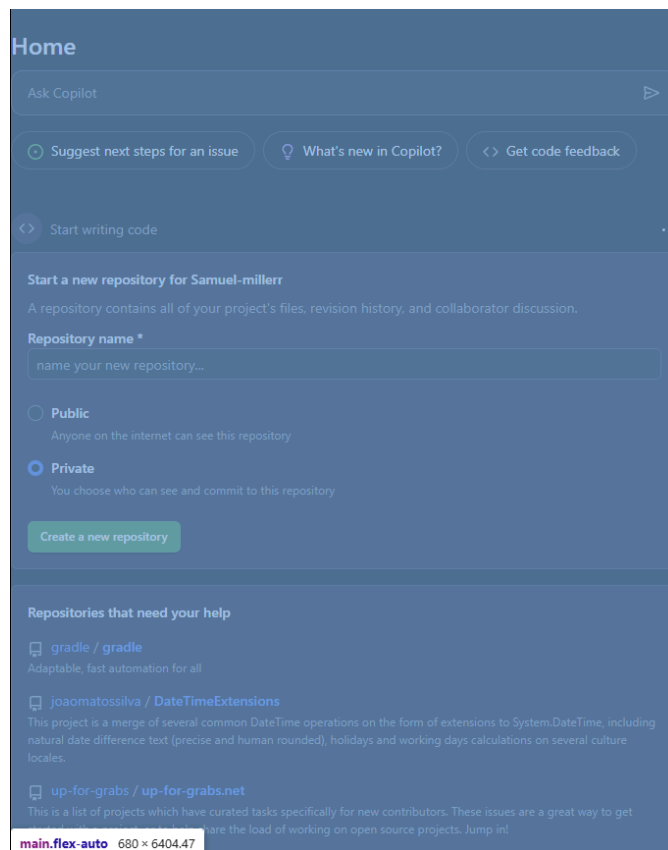 Home
Ask Copilot
Suggest next steps for an issue
What's new in Copilot?
Get code feedback
Start writing code
Start a new repository for Samuel-millerr
A repository contains all of your project's files, revision history, and collaborator discussion.
Repository name *
name your new repository...
Public
Anyone on the internet can see this repository
Private
You choose who can see and commit to this repository
Create a new repository
Repositories that need your help
gradle / gradle
Adaptable, fast automation for all
joaomatossilva / DateTimeExtensions
This project is a merge of several common DateTime operations on the form of extensions to System.DateTime, including
natural date difference text (precise and human rounded), holidays and working days calculations on several culture
locales.
up-for-grabs / up-for-grabs.net
This is a list of projects which have curated tasks specifically for new contributors. These issues are a great way to get
share the load of working on open source projects. Jump in!
main.flex-auto 680 × 6404.47